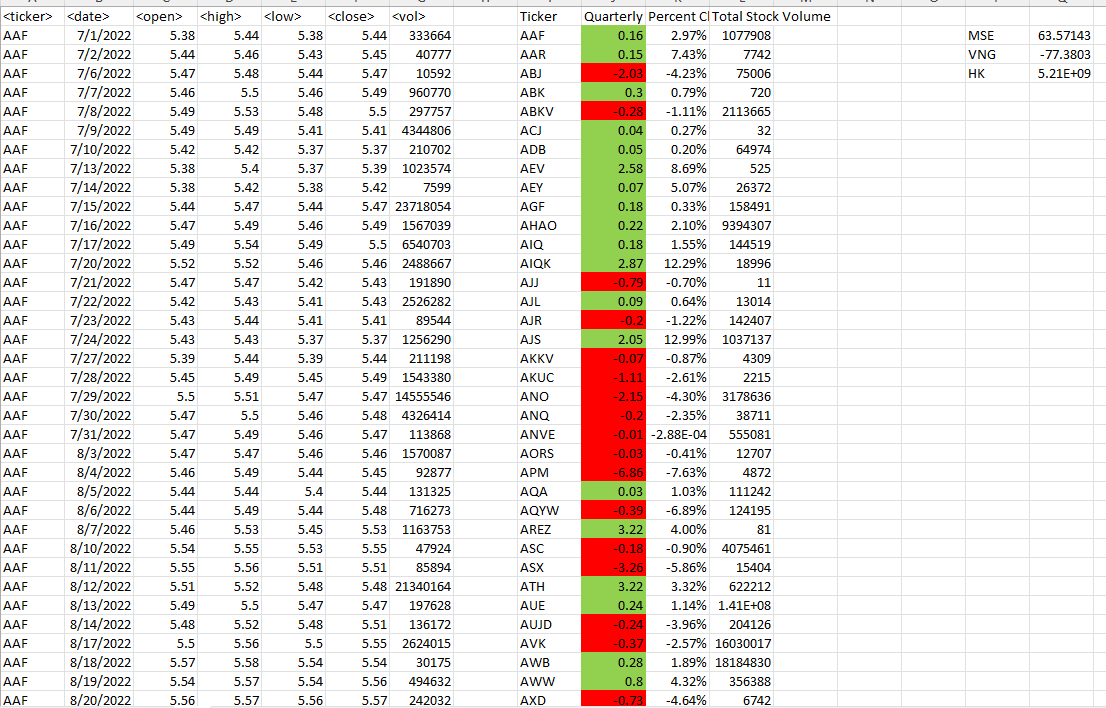 <ticker> <date> <open> <high> <low> <close> <vol> Ticker Quarterly Percent Cl Total Stock Volume
AAF 7/1/2022 5.38 5.44 5.38 5.44 333664 AAF 0.16 2.97% 1077908 MSE 63.57143
AAF 7/2/2022 5.44 5.46 5.43 5.45 40777 AAR 0.15 7.43% 7742 VNG -77.3803
AAF 7/6/2022 5.47 5.48 5.44 5.47 10592 ABJ -2.03 -4.23% 75006 HK 5.21E+09
AAF 7/7/2022 5.46 5.5 5.46 5.49 960770 ABK 0.3 0.79% 720
AAF 7/8/2022 5.49 5.53 5.48 5.5 297757 ABKV -0.28 -1.11% 2113665
AAF 7/9/2022 5.49 5.49 5.41 5.41 4344806 ACJ 0.04 0.27% 32
AAF 7/10/2022 5.42 5.42 5.37 5.37 210702 ADB 0.05 0.20% 64974
AAF 7/13/2022 5.38 5.4 5.37 5.39 1023574 AEV 2.58 8.69% 525
AAF 7/14/2022 5.38 5.42 5.38 5.42 7599 AEY 0.07 5.07% 26372
AAF 7/15/2022 5.44 5.47 5.44 5.47 23718054 AGF 0.18 0.33% 158491
AAF 7/16/2022 5.47 5.49 5.46 5.49 1567039 AHAO 0.22 2.10% 9394307
AAF 7/17/2022 5.49 5.54 5.49 5.5 6540703 AIQ 0.18 1.55% 144519
AAF 7/20/2022 5.52 5.52 5.46 5.46 2488667 AIQK 2.87 12.29% 18996
AAF 7/21/2022 5.47 5.47 5.42 5.43 191890 AJJ -0.79 -0.70% 11
AAF 7/22/2022 5.42 5.43 5.41 5.43 2526282 AJL 0.09 0.64% 13014
AAF 7/23/2022 5.43 5.44 5.41 5.41 89544 AJR -0.2 -1.22% 142407
AAF 7/24/2022 5.43 5.43 5.37 5.37 1256290 AJS 2.05 12.99% 1037137
AAF 7/27/2022 5.39 5.44 5.39 5.44 211198 AKKV -0.07 -0.87% 4309
AAF 7/28/2022 5.45 5.49 5.45 5.49 1543380 AKUC -1.11 -2.61% 2215
AAF 7/29/2022 5.5 5.51 5.47 5.47 14555546 ANO -2.15 -4.30% 3178636
AAF 7/30/2022 5.47 5.5 5.46 5.48 4326414 ANQ -0.2 -2.35% 38711
AAF 7/31/2022 5.47 5.49 5.46 5.47 113868 ANVE -0.01 -2.88E-04 555081
AAF 8/3/2022 5.47 5.47 5.46 5.46 1570087 AORS -0.03 -0.41% 12707
AAF 8/4/2022 5.46 5.49 5.44 5.45 92877 APM -6.86 -7.63% 4872
AAF 8/5/2022 5.44 5.44 5.4 5.44 131325 AQA 0.03 1.03% 111242
AAF 8/6/2022 5.44 5.49 5.44 5.48 716273 AQYW -0.39 -6.89% 124195
AAF 8/7/2022 5.46 5.53 5.45 5.53 1163753 AREZ 3.22 4.00% 81
AAF 8/10/2022 5.54 5.55 5.53 5.55 47924 ASC -0.18 -0.90% 4075461
AAF 8/11/2022 5.55 5.56 5.51 5.51 85894 ASX -3.26 -5.86% 15404
AAF 8/12/2022 5.51 5.52 5.48 5.48 21340164 ATH 3.22 3.32% 622212
AAF 8/13/2022 5.49 5.5 5.47 5.47 197628 AUE 0.24 1.14% 1.41E+08
AAF 8/14/2022 5.48 5.52 5.48 5.51 136172 AUJD -0.24 -3.96% 204126
AAF 8/17/2022 5.5 5.56 5.5 5.55 2624015 AVK -0.37 -2.57% 16030017
AAF 8/18/2022 5.57 5.58 5.54 5.54 30175 AWB 0.28 1.89% 18184830
AAF 8/19/2022 5.54 5.57 5.54 5.56 494632 AWW 0.8 4.32% 356388
AAF 8/20/2022 5.56 5.57 5.56 5.57 242032 AXD -0.73 -4.64% 6742